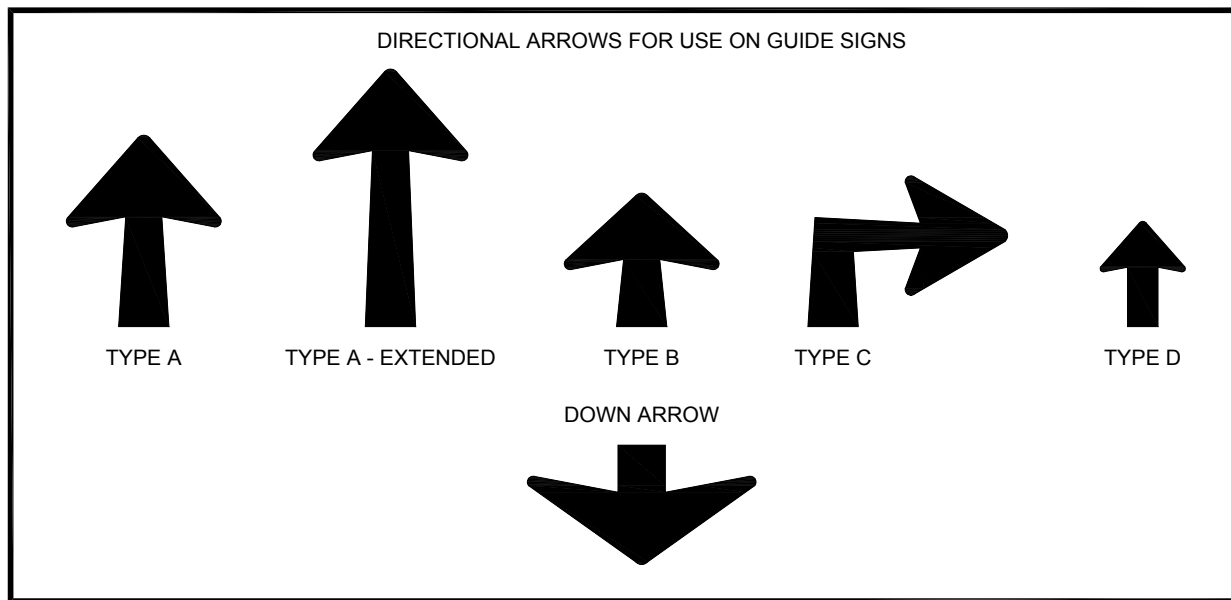 DIRECTIONAL ARROWS FOR USE ON GUIDE SIGNS
TYPE A
TYPE A - EXTENDED
TYPE B
TYPE C
TYPE D
DOWN ARROW